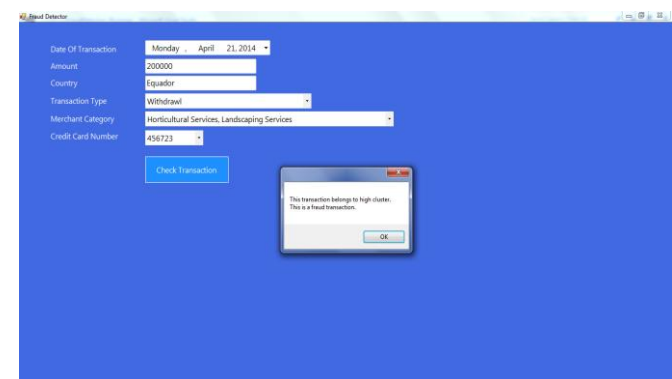 Fraud Detector
Date Of Transaction Monday , April 21, 2014
Amount 200000
Country Equador
Transaction Type Withdrawl
Merchant Category Horticultural Services, Landscaping Services
Credit Card Number 456723
Check Transaction
This transaction belongs to high cluster.
This is a fraud transaction.
OK